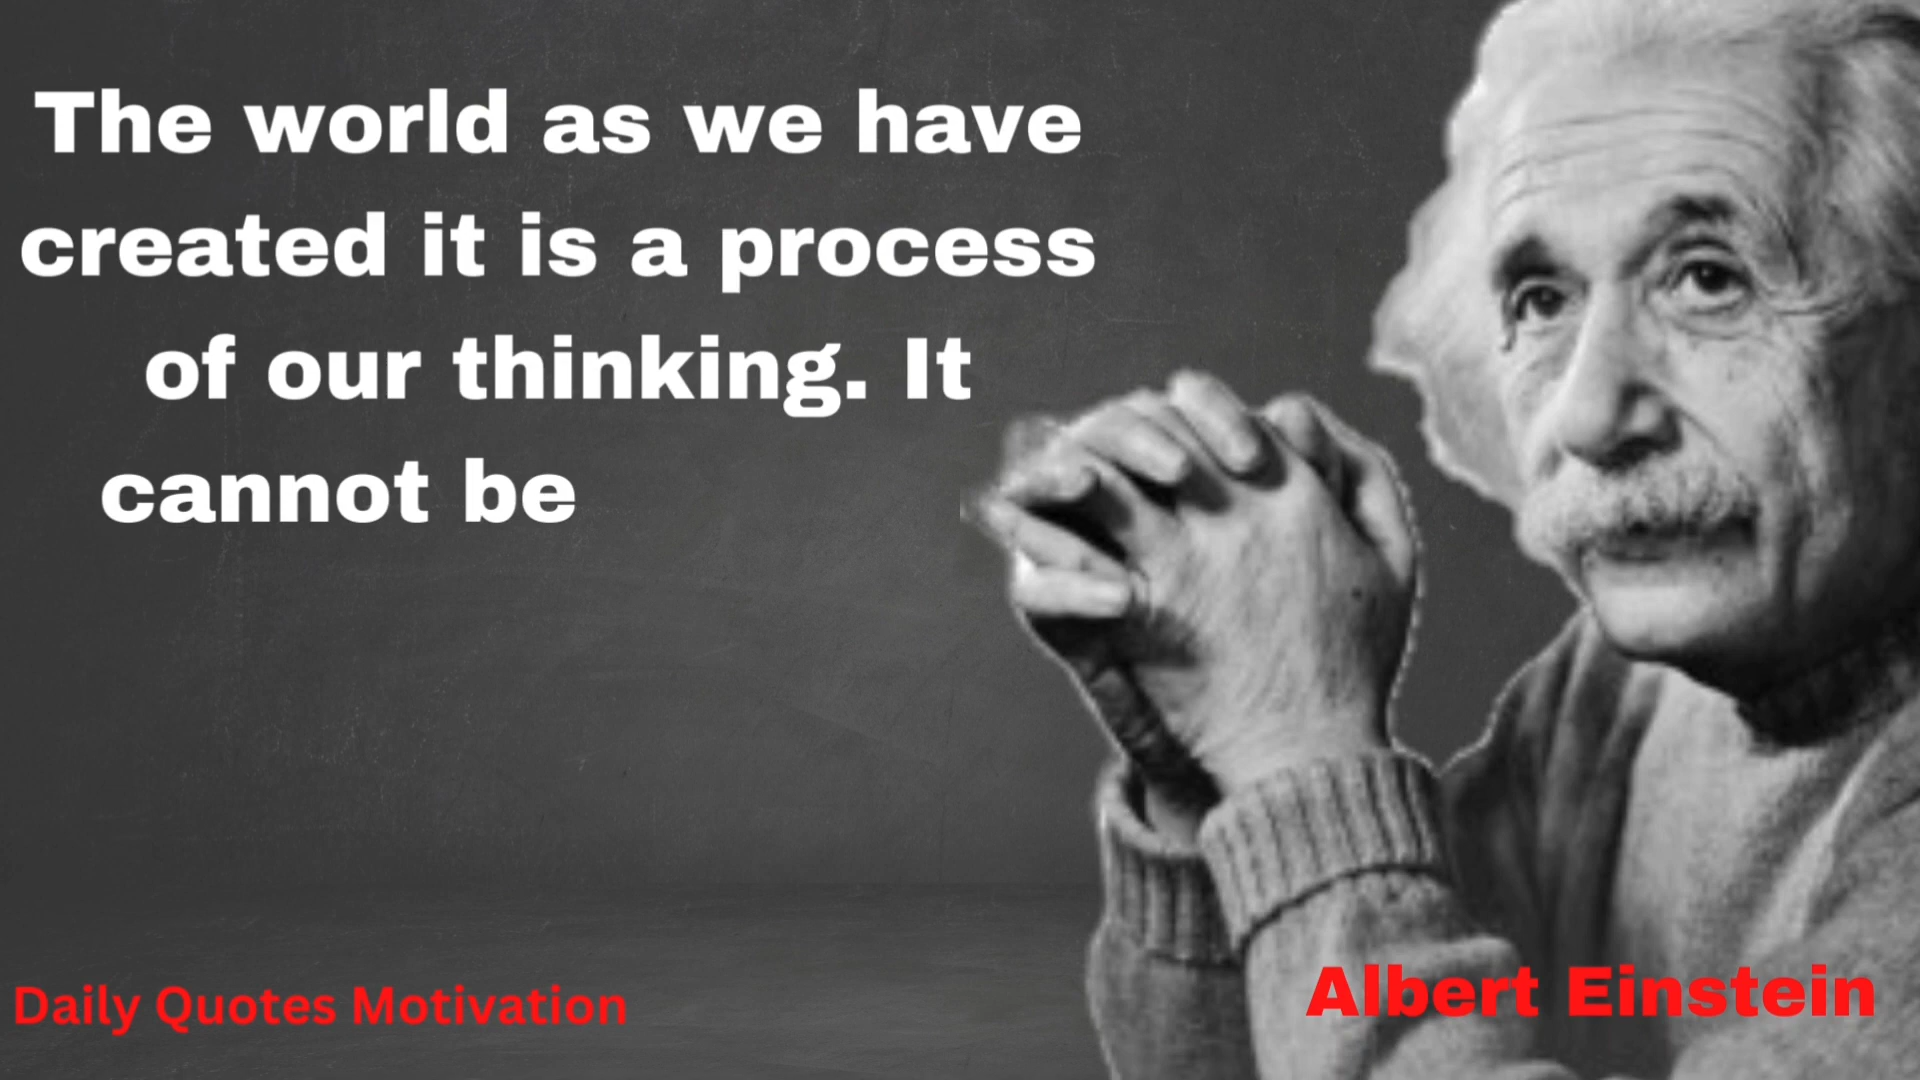 The world as we have
created it is a process
of our thinking. It
cannot be
Daily Quotes Motivation
Albert Einstein